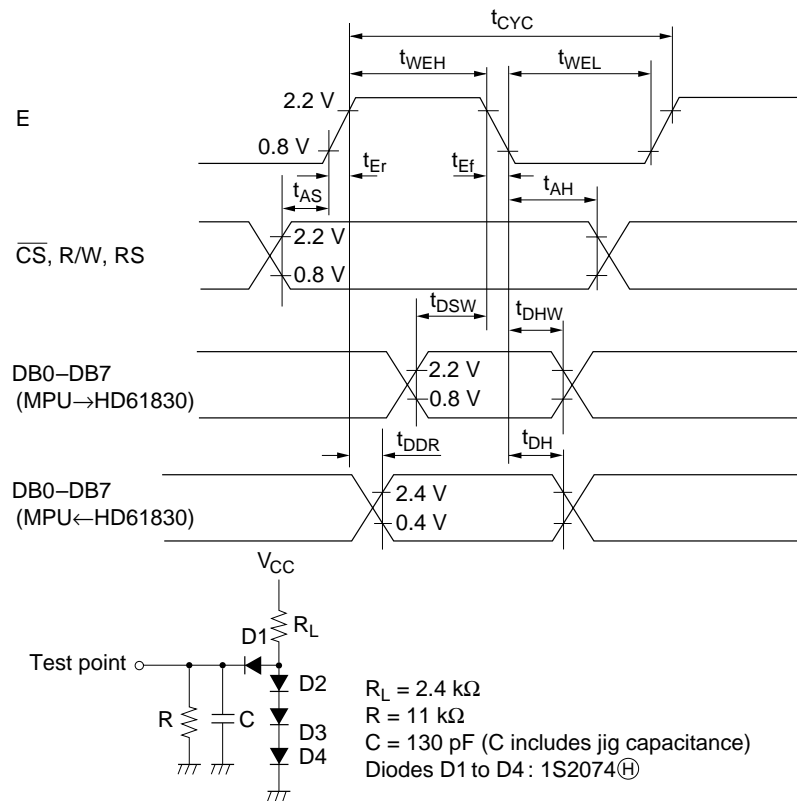 tCYC
tWEH
tWEL
2.2 V
E
0.8 V
tEr
tEf
tAS
tAH
2.2 V
CS, R/W, RS
0.8 V
tDSW
tDHW
DB0–DB7
2.2 V
(MPU→HD61830)
0.8 V
tDDR
tDH
DB0–DB7
2.4 V
(MPU←HD61830)
0.4 V
VCC
D1
RL
Test point
D2
R
C
D3
D4
RL = 2.4 kΩ
R = 11 kΩ
C = 130 pF (C includes jig capacitance)
Diodes D1 to D4 : 1S2074Ⓗ